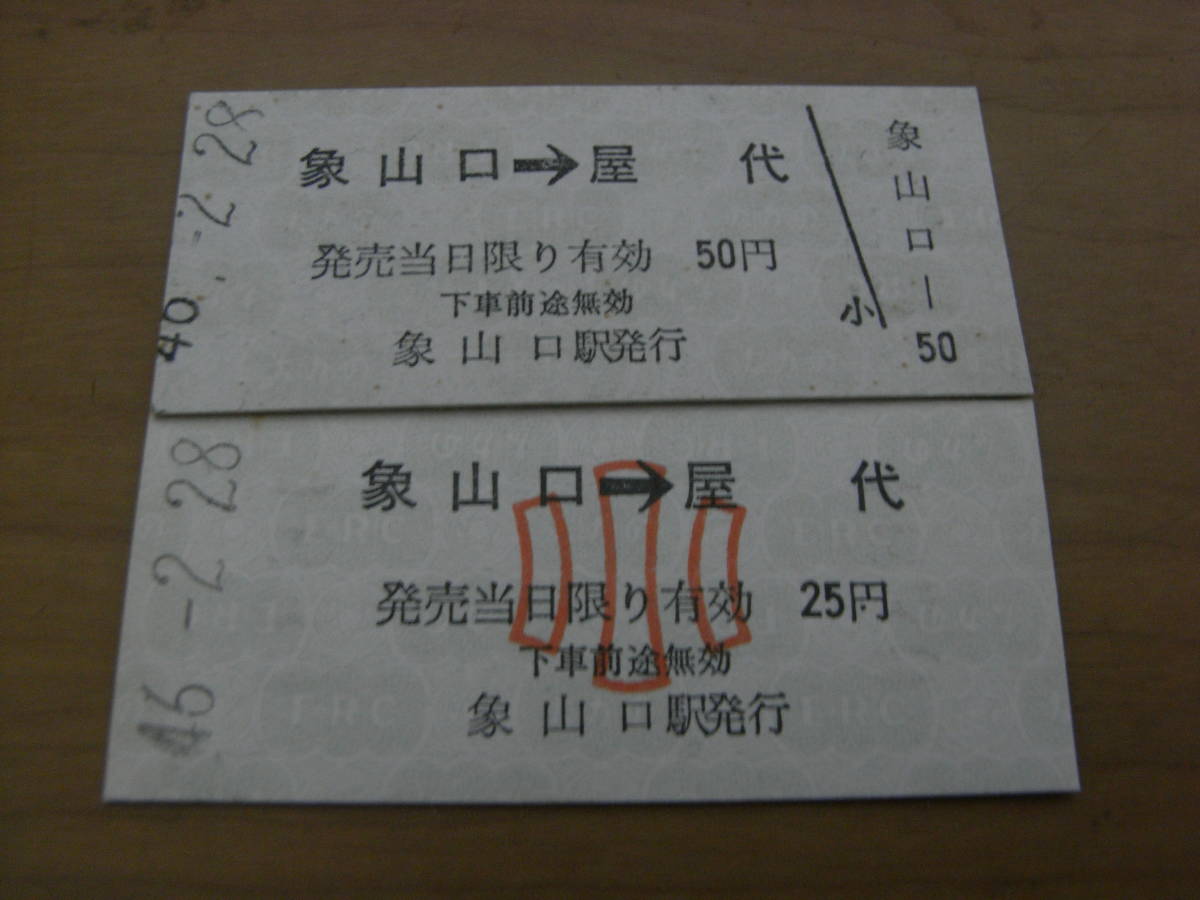 46.-2.28
象山口→屋代
発売当日限り有効 50円
下車前途無効
象山口駅発行
小
象山口―
50
46-2-28
象山口→屋代
発売当日限り有効 25円
下車前途無効
象山口駅発行
小